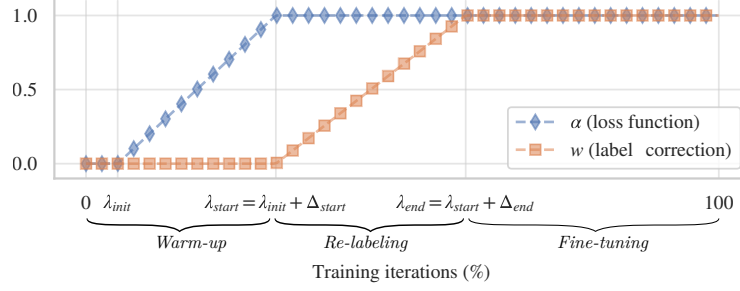 1.0
0.5
0.0
α (loss function)
w (label correction)
0 λinit λstart = λinit + Δstart λend = λstart + Δend 100
Warm-up Re-labeling Fine-tuning
Training iterations (%)